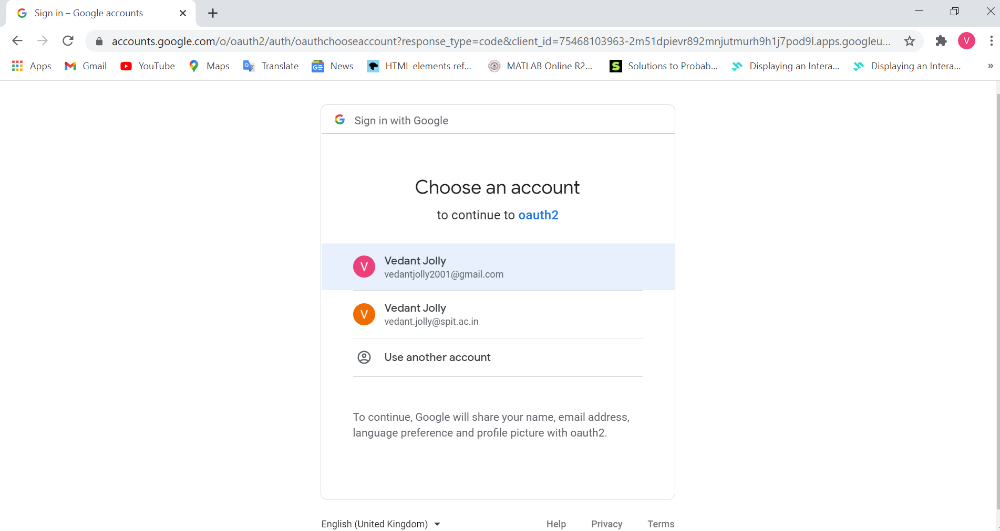 Sign in – Google accounts
accounts.google.com/o/oauth2/auth/oauthchooseaccount?response_type=code&client_id=75468103963-2m51dpievr892mnjutmurh9h1j7pod9l.apps.googleu...
V
Apps Gmail YouTube Maps Translate News HTML elements ref... MATLAB Online R2... S Solutions to Probab... Displaying an Intera... Displaying an Intera... »
Sign in with Google
Choose an account
to continue to oauth2
V Vedant Jolly
vedantjolly2001@gmail.com
V Vedant Jolly
vedant.jolly@spit.ac.in
Use another account
To continue, Google will share your name, email address,
language preference and profile picture with oauth2.
English (United Kingdom) Help Privacy Terms